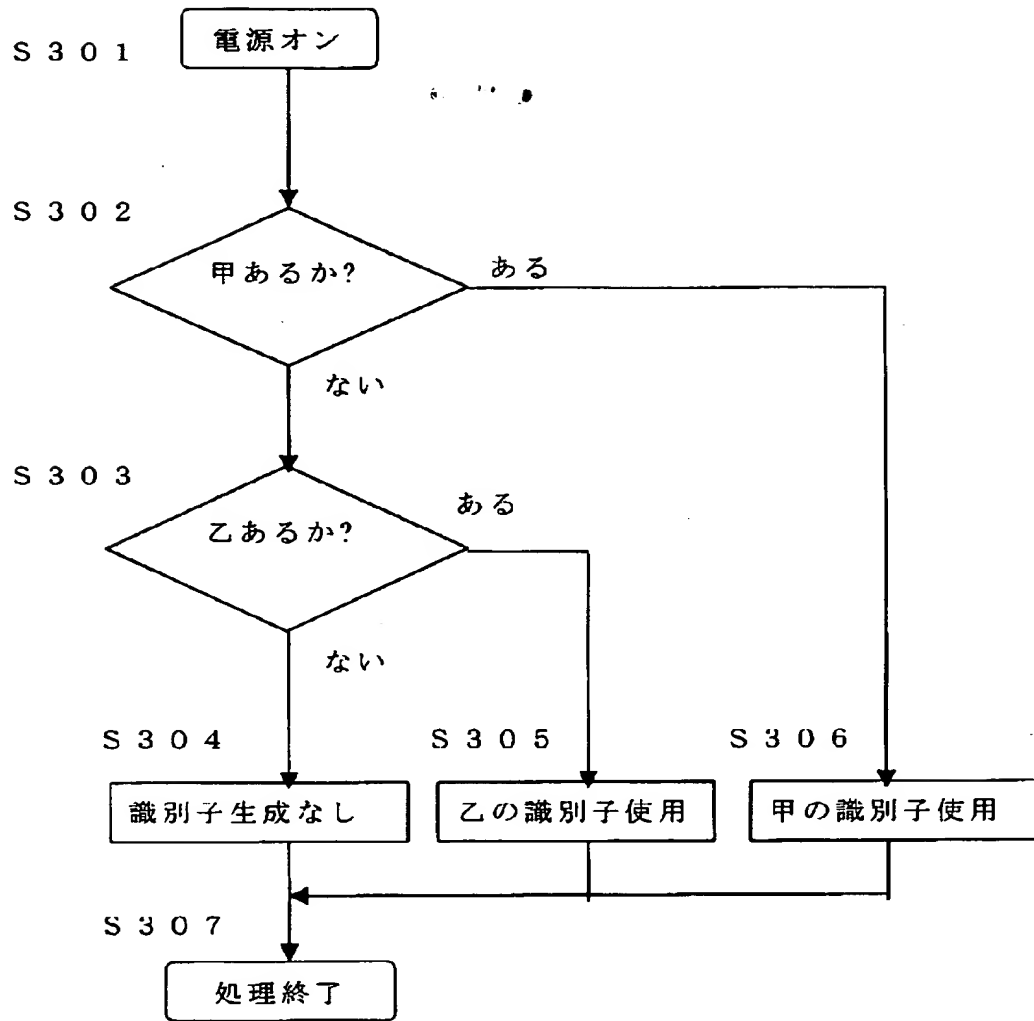 S301
電源オン
S302
甲あるか?
ある
ない
S303
乙あるか?
ある
ない
S304
S305
S306
識別子生成なし
乙の識別子使用
甲の識別子使用
S307
処理終了